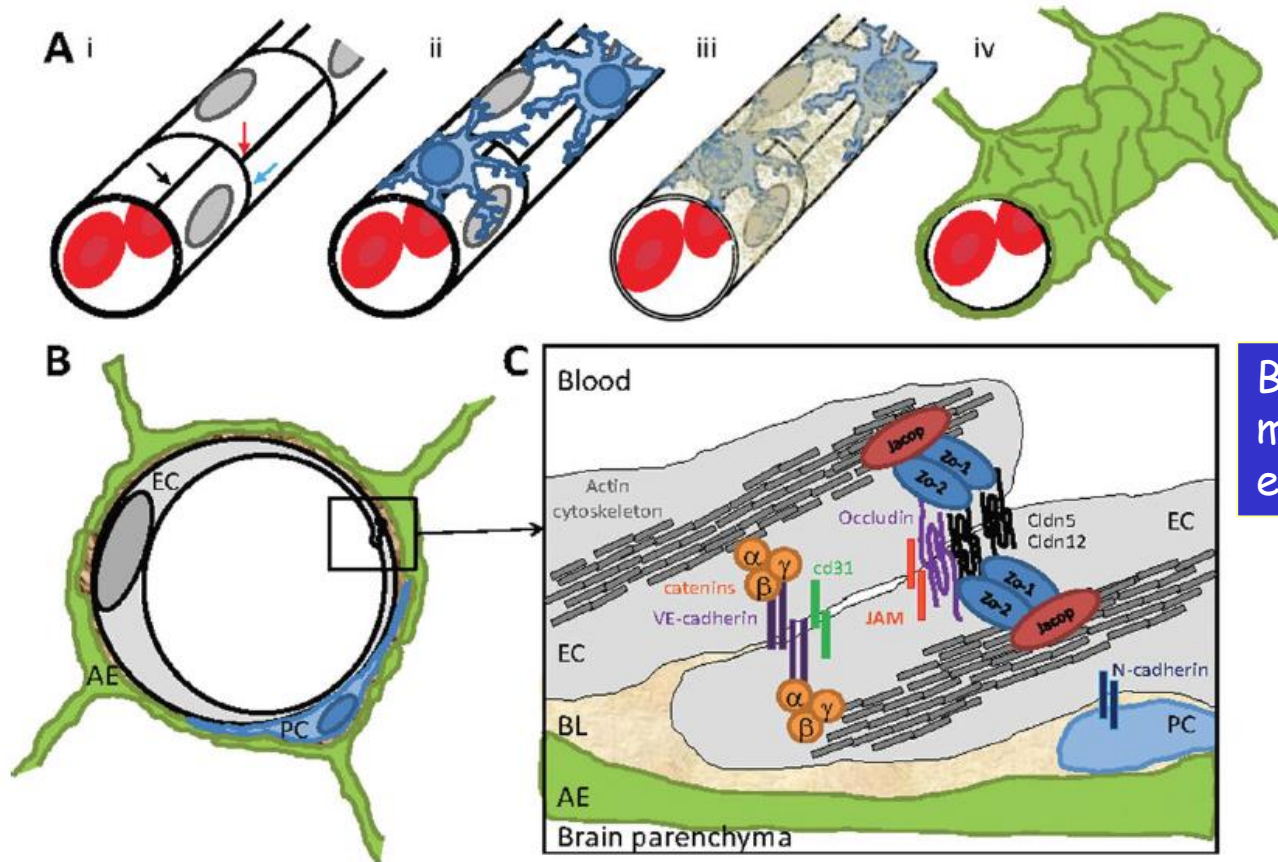 A i ii iii iv
B
EC
AE
PC
C
Blood
Jacop
Zo-1
Zo-2
Actin
cytoskeleton
Occludin
Cldn5
Cldn12
EC
α γ
β
cd31
catenins
VE-cadherin
JAM
Zo-1
Zo-2
Jacop
EC
N-cadherin
α γ
β
BL
PC
AE
Brain parenchyma
B
m
e